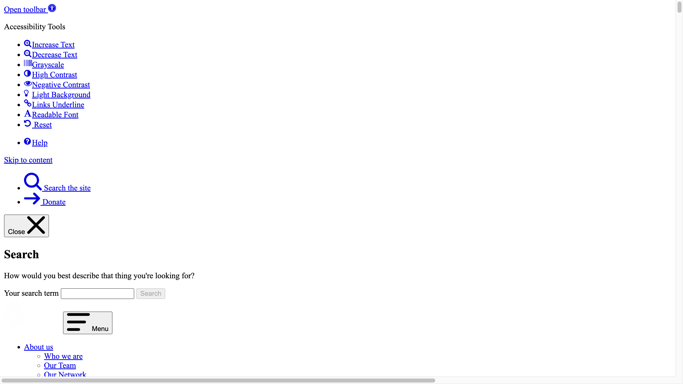 Open toolbar
Accessibility Tools
Increase Text
Decrease Text
Grayscale
High Contrast
Negative Contrast
Light Background
Links Underline
Readable Font
Reset
Help
Skip to content
Search the site
Donate
Close
Search
How would you best describe that thing you're looking for?
Your search term Search
Menu
About us
Who we are
Our Team
Our Network